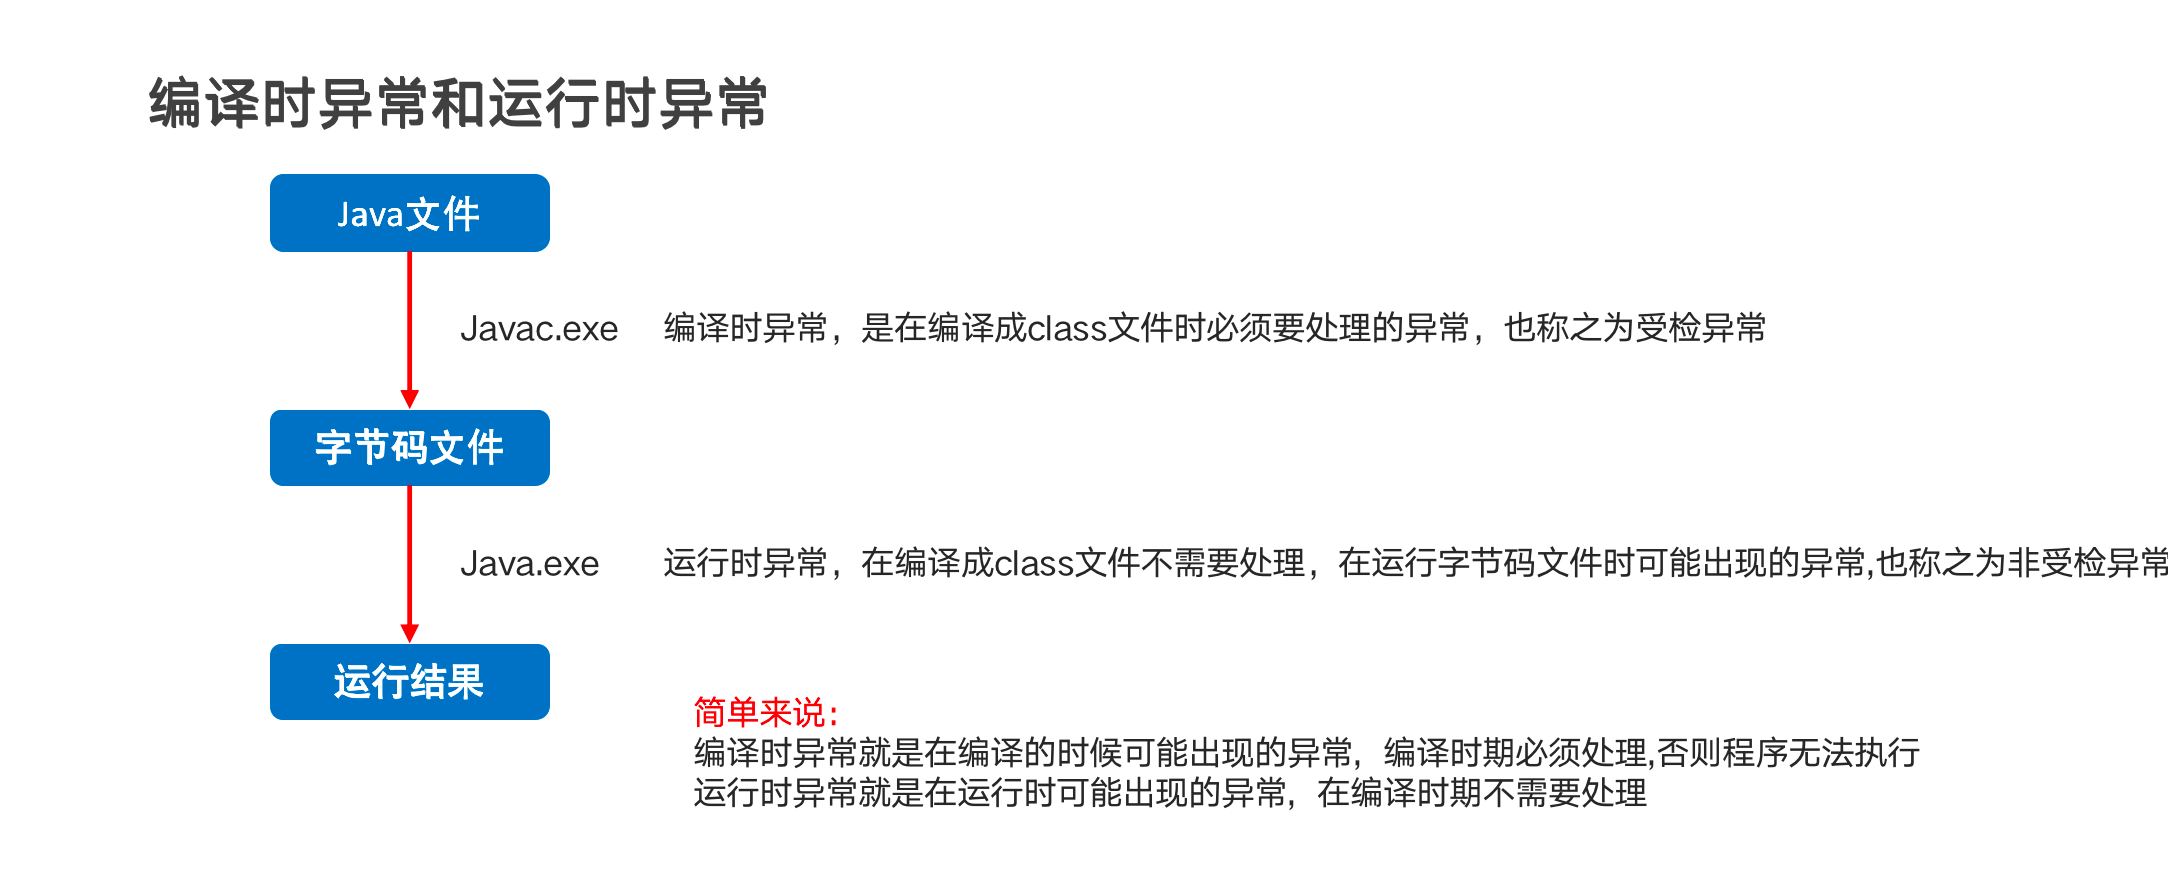 编译时异常和运行时异常
Java文件
Javac.exe 编译时异常，是在编译成class文件时必须要处理的异常，也称之为受检异常
字节码文件
Java.exe 运行时异常，在编译成class文件不需要处理，在运行字节码文件时可能出现的异常,也称之为非受检异常
运行结果
简单来说：
编译时异常就是在编译的时候可能出现的异常，编译时期必须处理,否则程序无法执行
运行时异常就是在运行时可能出现的异常，在编译时期不需要处理